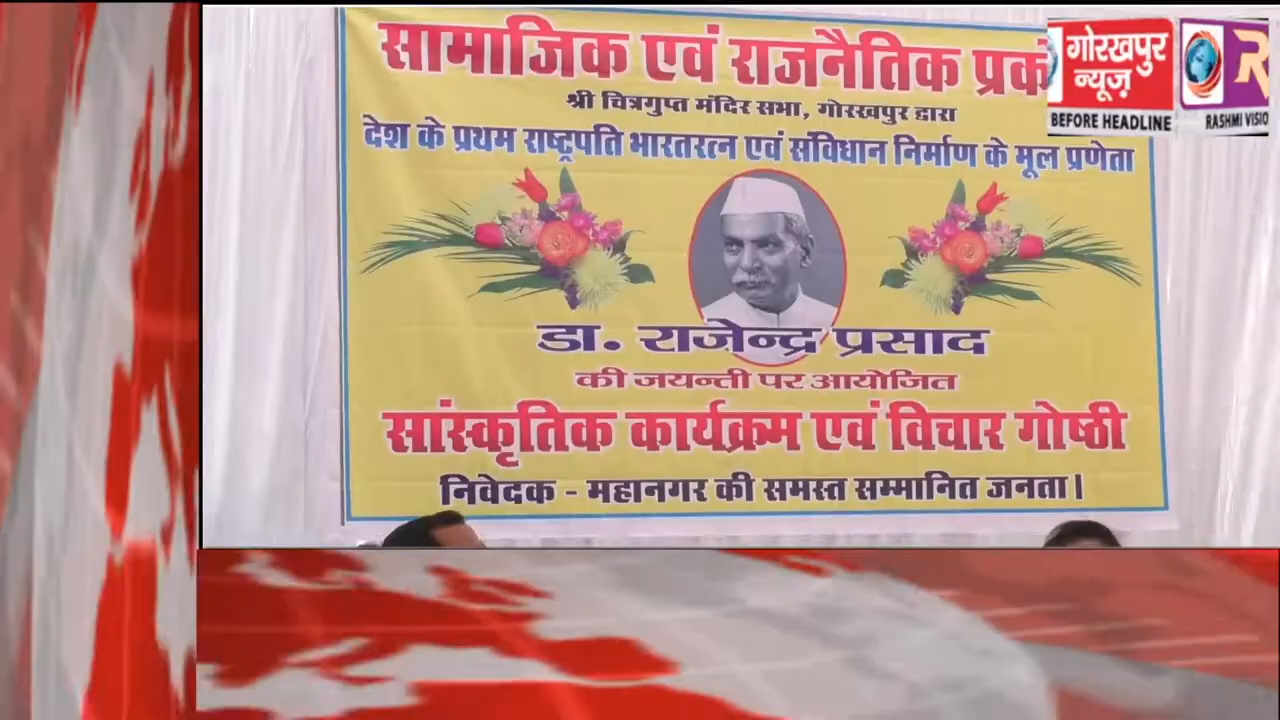 सामाजिक एवं राजनैतिक
श्री चित्रगुप्त मंदिर सभा, गोरखपुर द्वारा
देश के प्रथम राष्ट्रपति भारतरत्न एवं संविधान निर्माण के मूल प्रणेता
डा. राजेन्द्र प्रसाद
की जयन्ती पर आयोजित
सांस्कृतिक कार्यक्रम एवं विचार गोष्ठी
निवेदक - महानगर की समस्त सम्मानित जनता।
गोरखपुर
न्यूज़
BEFORE HEADLINE
R
RASHMI VISIO